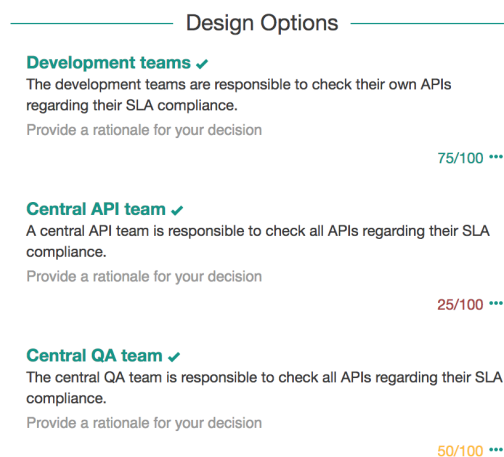 Design Options
Development teams ✔
The development teams are responsible to check their own APIs
regarding their SLA compliance.
Provide a rationale for your decision
75/100 •••
Central API team ✔
A central API team is responsible to check all APIs regarding their SLA
compliance.
Provide a rationale for your decision
25/100 •••
Central QA team ✔
The central QA team is responsible to check all APIs regarding their SLA
compliance.
Provide a rationale for your decision
50/100 •••